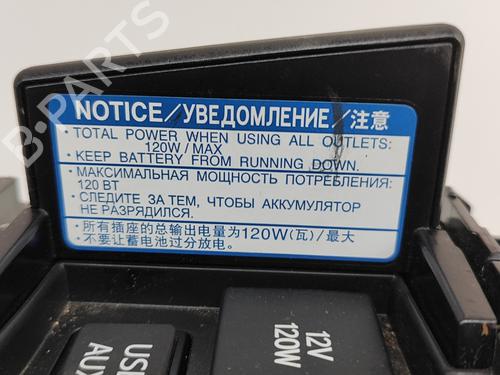 NOTICE/УВЕДОМЛЕНИЕ/注意
• TOTAL POWER WHEN USING ALL OUTLETS:
120W/MAX
• KEEP BATTERY FROM RUNNING DOWN.
• МАКСИМАЛЬНАЯ МОЩНОСТЬ ПОТРЕБЛЕНИЯ:
120 ВТ
• СЛЕДИТЕ ЗА ТЕМ, ЧТОБЫ АККУМУЛЯТОР
НЕ РАЗРЯДИЛСЯ.
• 所有插座的总输出电量为120W(瓦)/最大
• 不要让蓄电池过分放电。
USB
AUX
12V
120W
B-PARTS